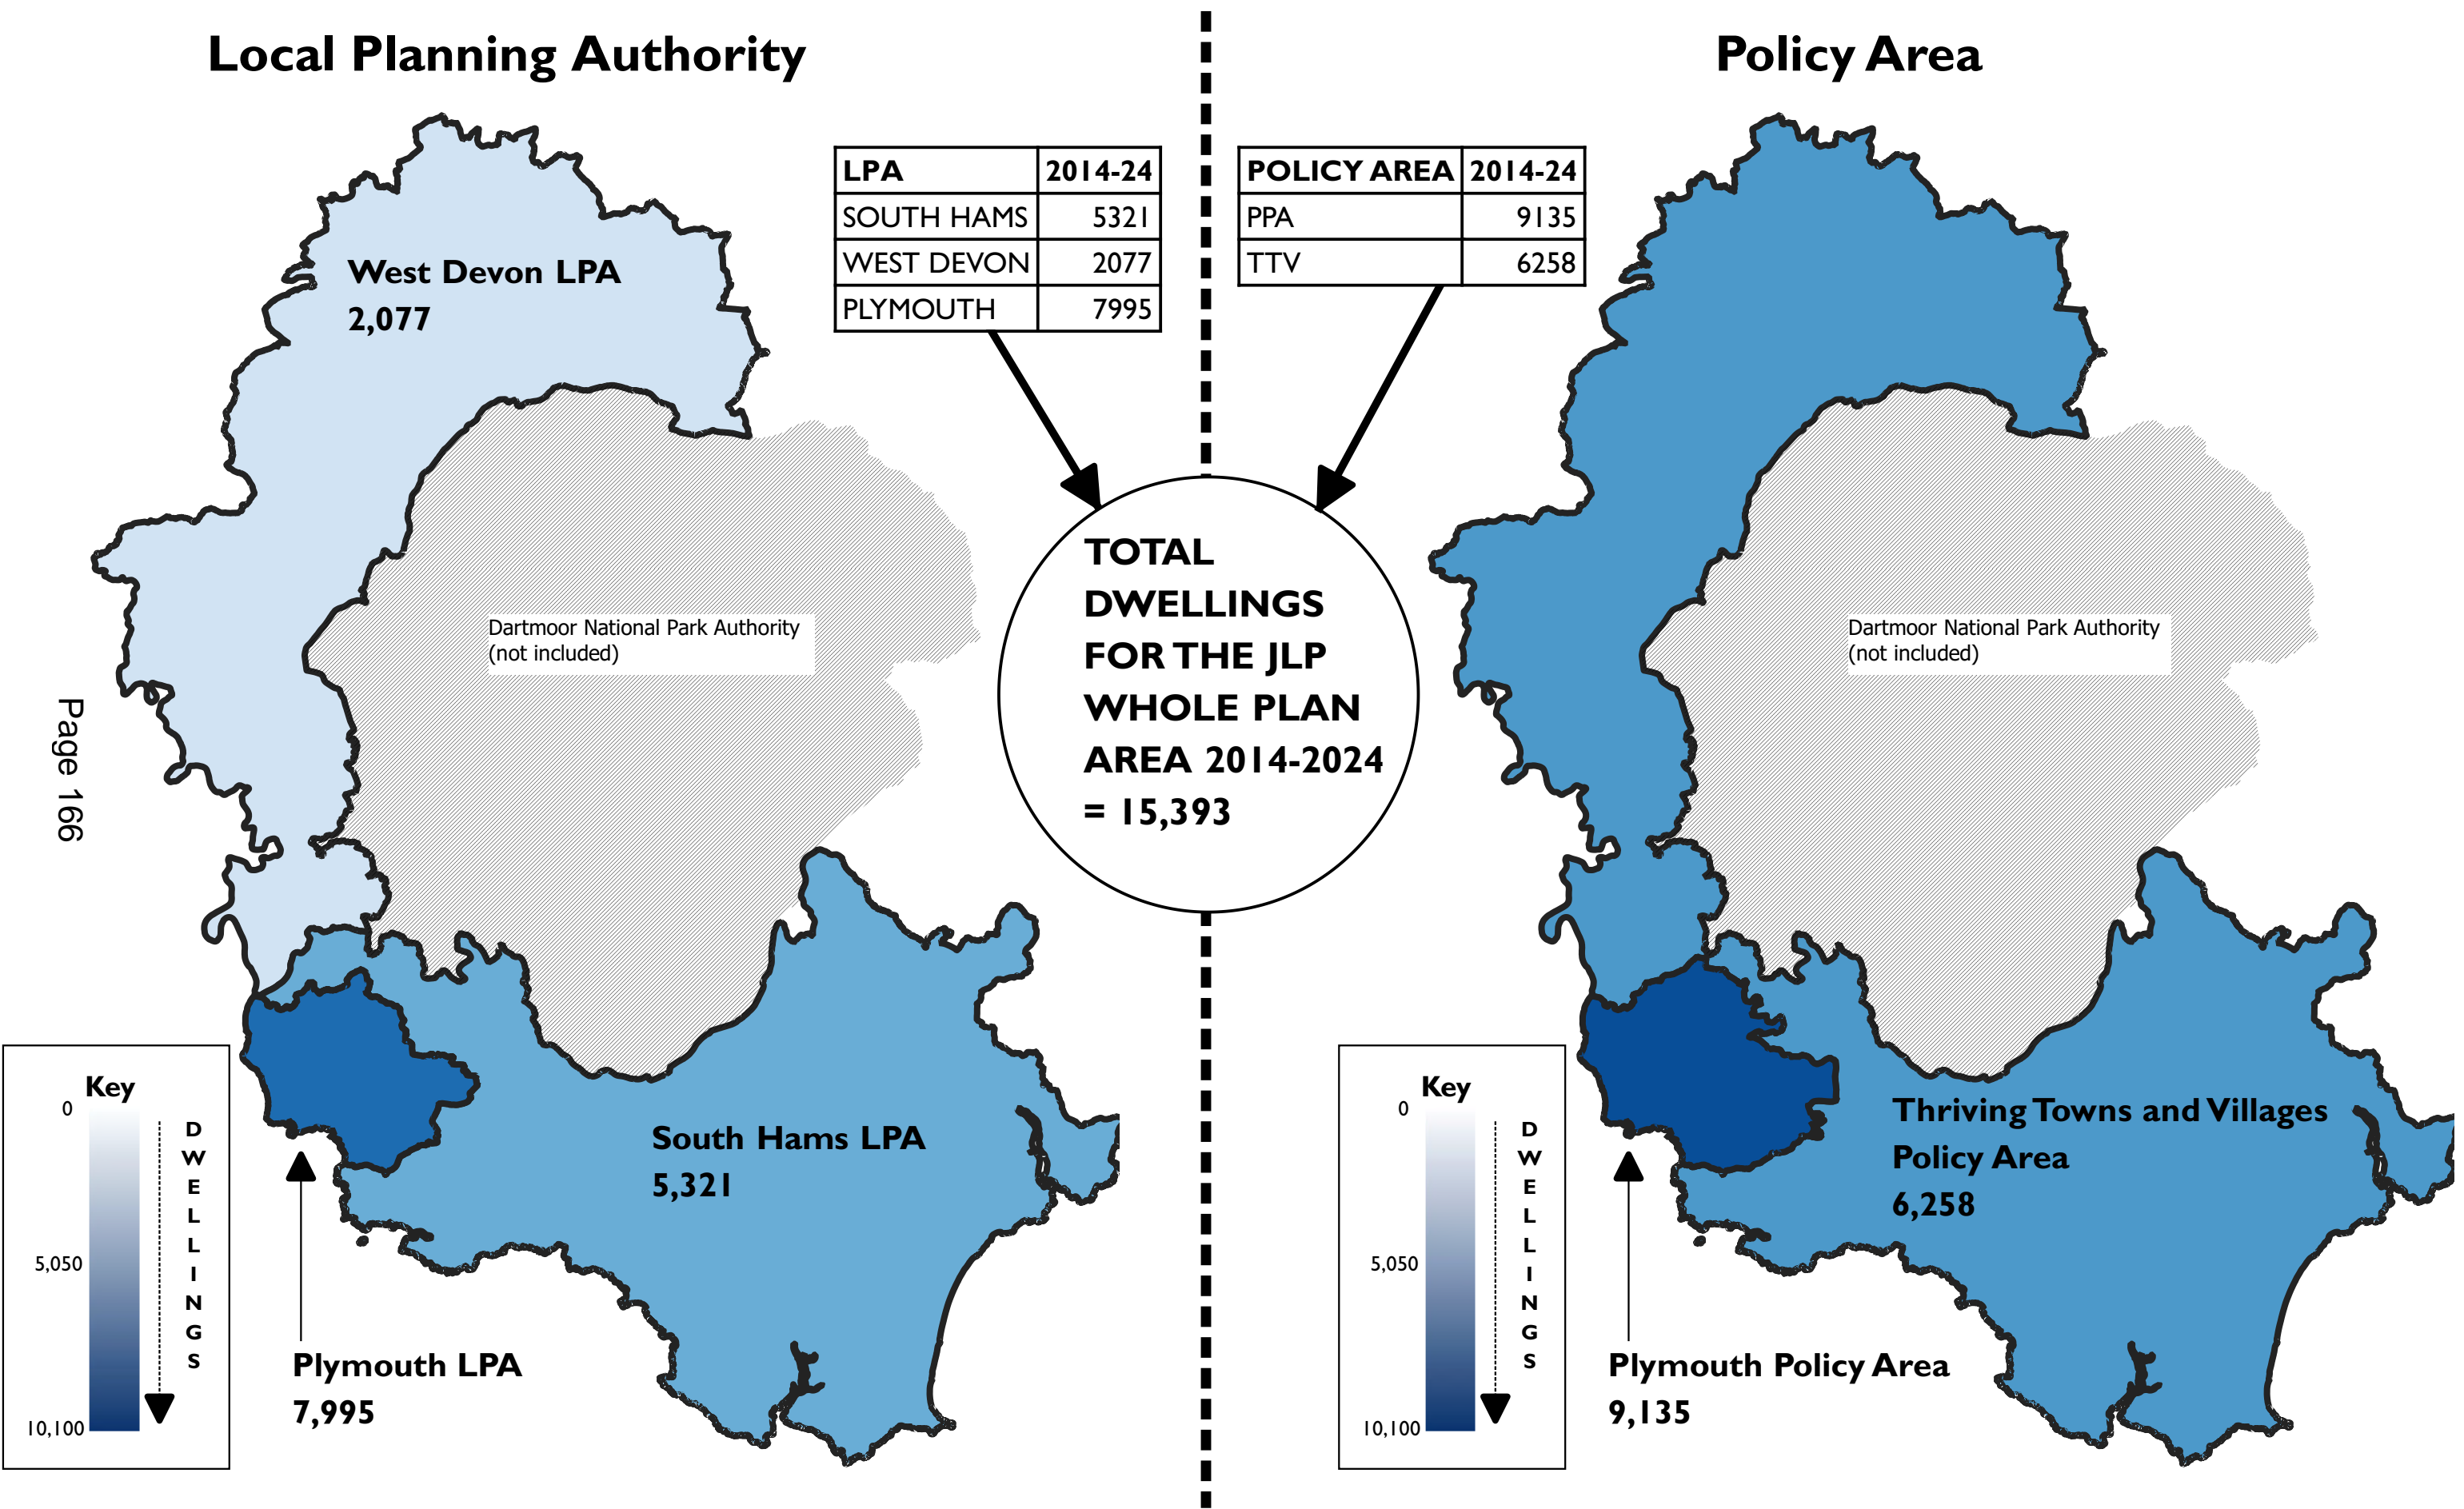 Local Planning Authority
Policy Area
LPA 2014-24
SOUTH HAMS 5321
WEST DEVON 2077
PLYMOUTH 7995
POLICY AREA 2014-24
PPA 9135
TTV 6258
West Devon LPA
2,077
Dartmoor National Park Authority
(not included)
TOTAL
DWELLINGS
FOR THE JLP
WHOLE PLAN
AREA 2014-2024
= 15,393
Dartmoor National Park Authority
(not included)
Page 166
South Hams LPA
5,321
Plymouth LPA
7,995
Key
0
5,050
10,100
DWELLINGS
Thriving Towns and Villages
Policy Area
6,258
Plymouth Policy Area
9,135
Key
0
5,050
10,100
DWELLINGS